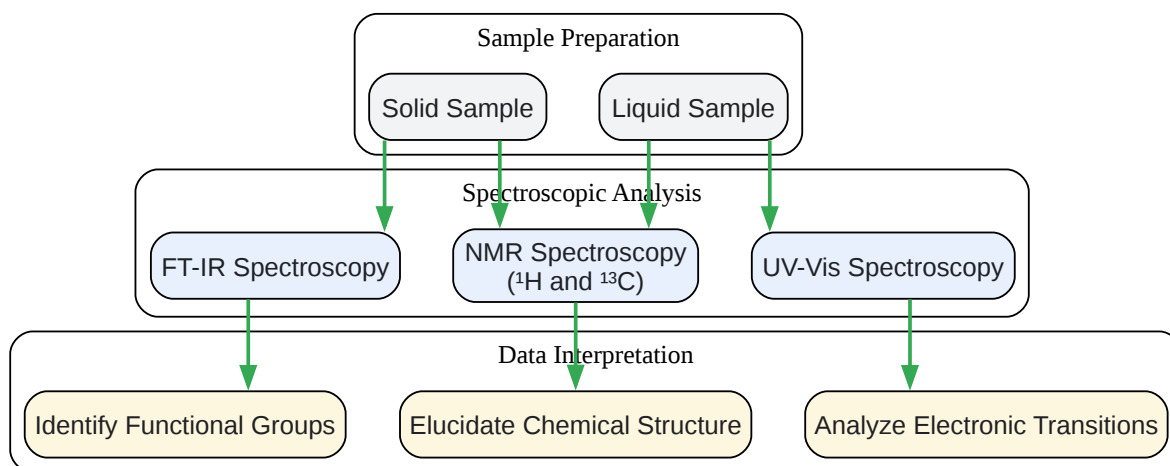 Sample Preparation
Solid Sample
Liquid Sample
Spectroscopic Analysis
FT-IR Spectroscopy
NMR Spectroscopy
(¹H and ¹³C)
UV-Vis Spectroscopy
Data Interpretation
Identify Functional Groups
Elucidate Chemical Structure
Analyze Electronic Transitions